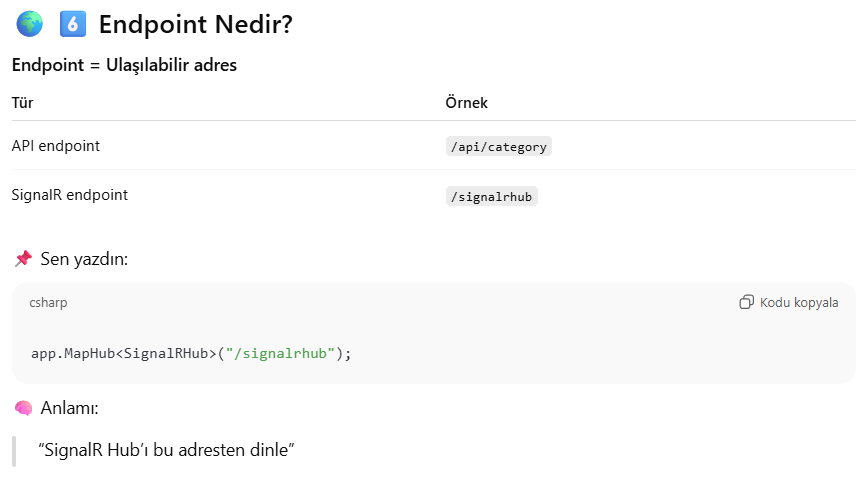 🌍 6️⃣ Endpoint Nedir?
Endpoint = Ulaşılabilir adres
Tür Örnek
API endpoint /api/category
SignalR endpoint /signalrhub
📌 Sen yazdın:
csharp Kodu kopyala
app.MapHub<SignalRHub>("/signalrhub");
🧠 Anlamı:
“SignalR Hub’ı bu adresten dinle”